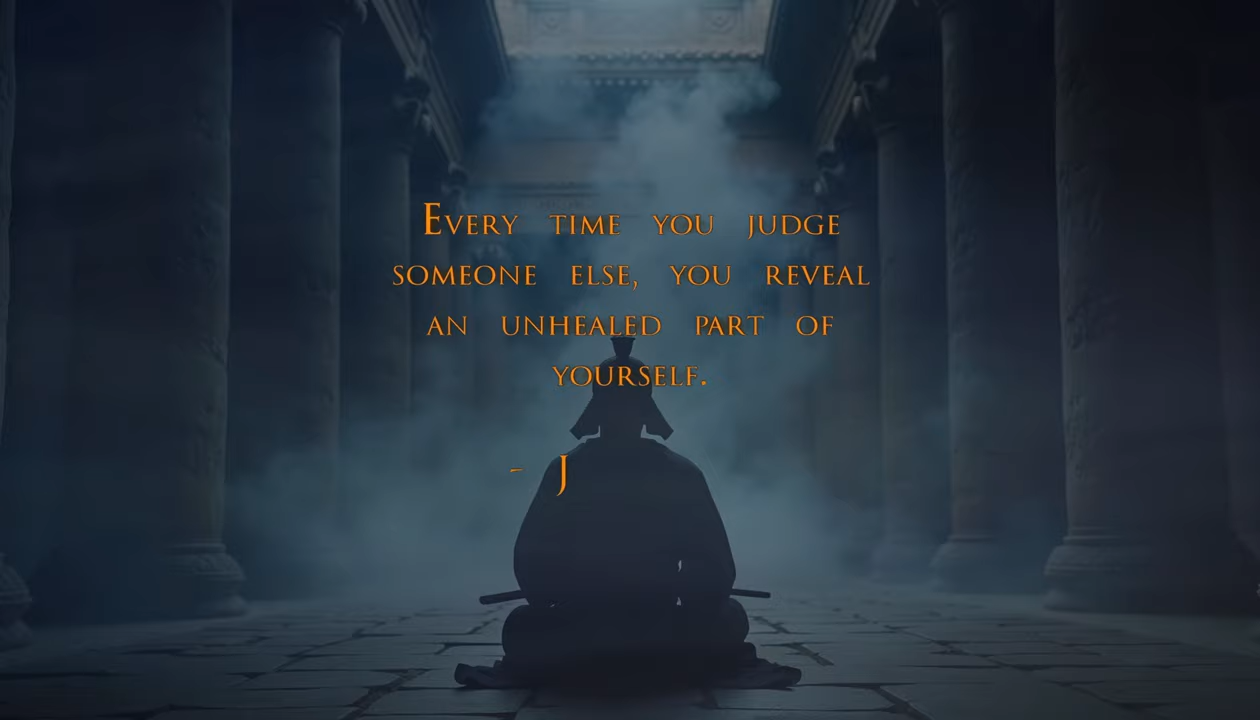 Every time you judge
someone else, you reveal
an unhealed part of
yourself.
- J